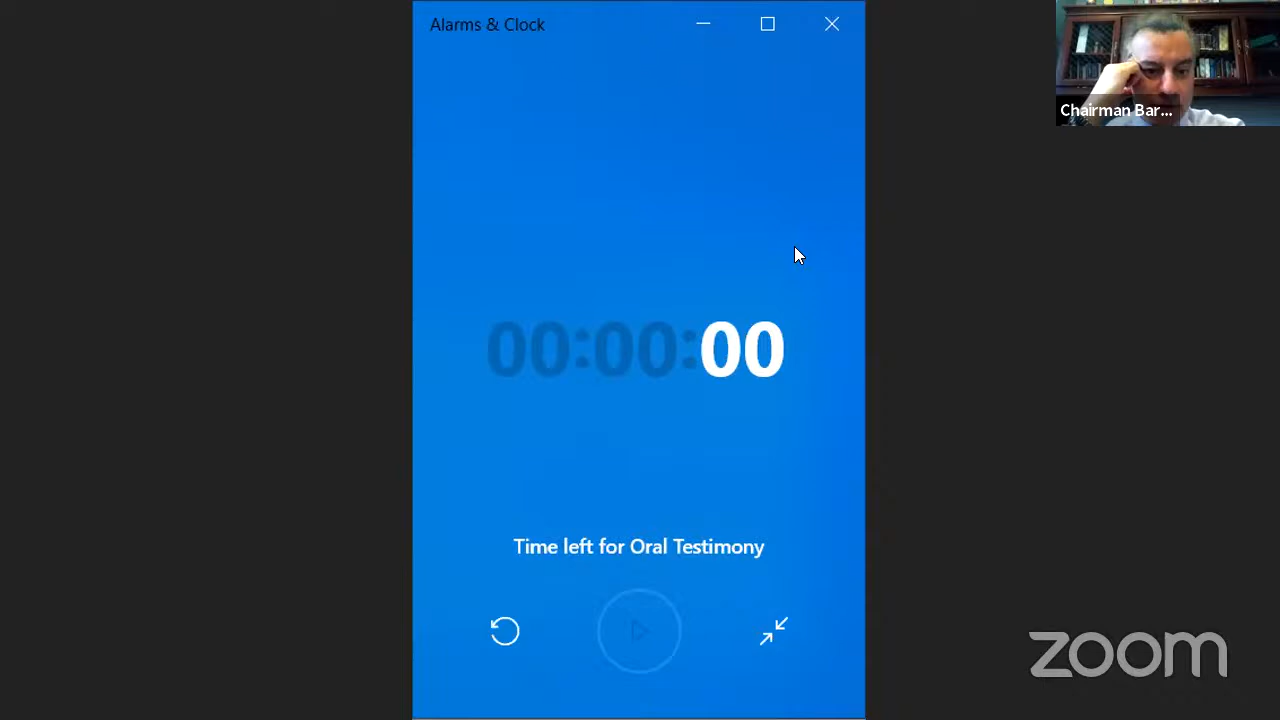 Alarms & Clock
Chairman Bar...
00:00:00
Time left for Oral Testimony
zoom